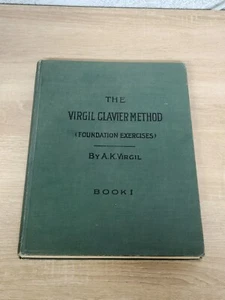 THE
VIRGIL CLAVIER METHOD
(FOUNDATION EXERCISES)
BY A.K. VIRGIL
BOOK I